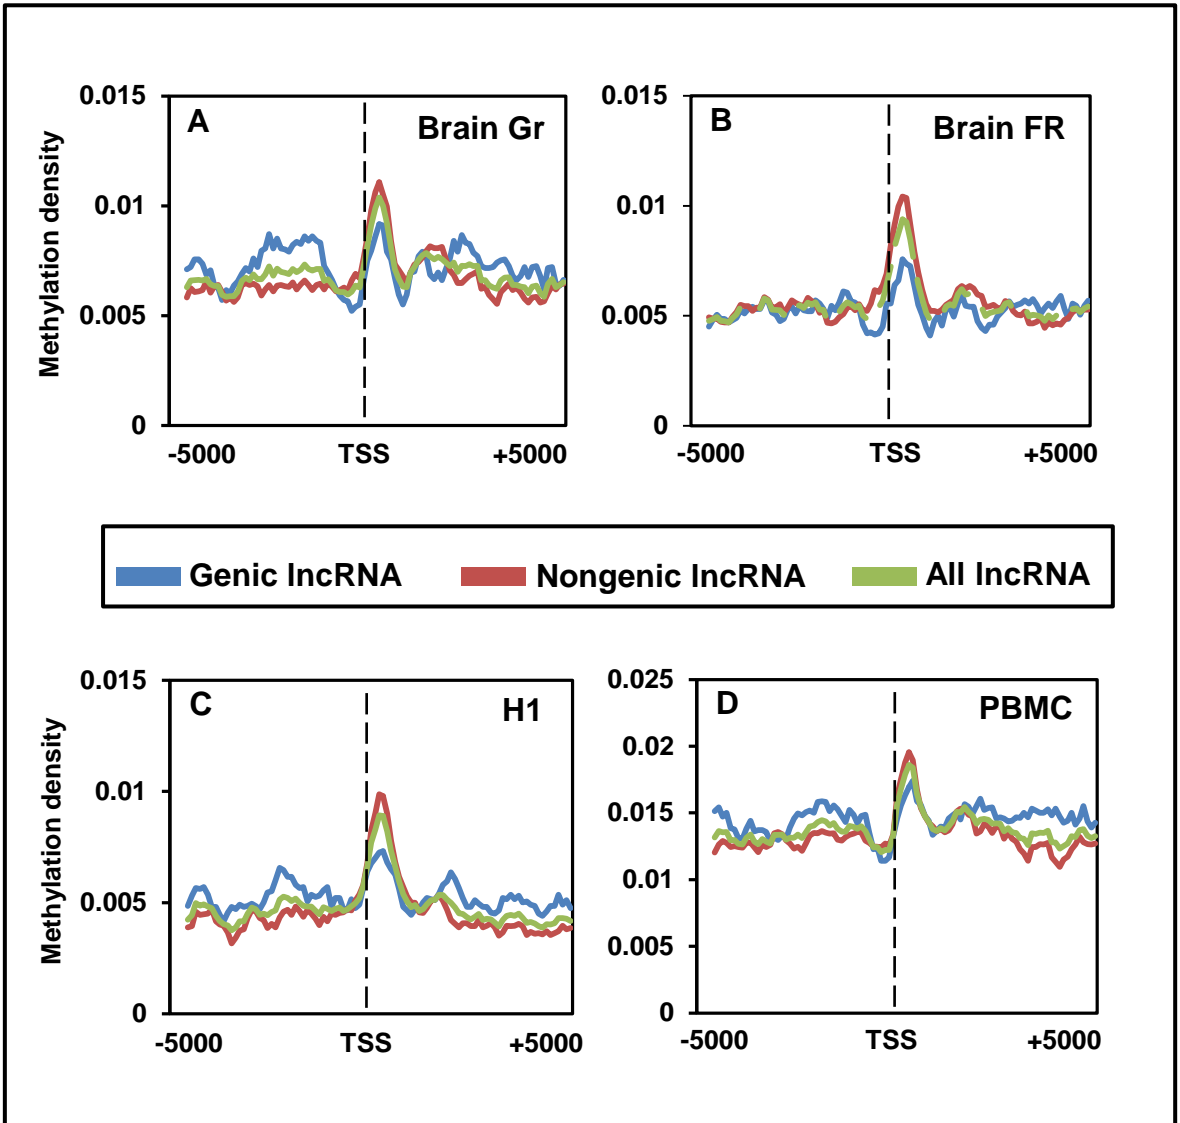 A
Brain Gr
Methylation density
0.015
0.01
0.005
0
-5000
TSS
+5000
B
Brain FR
0.015
0.01
0.005
0
-5000
TSS
+5000
Genic lncRNA
Nongenic lncRNA
All lncRNA
C
H1
Methylation density
0.015
0.01
0.005
0
-5000
TSS
+5000
D
PBMC
0.025
0.02
0.015
0.01
0.005
0
-5000
TSS
+5000